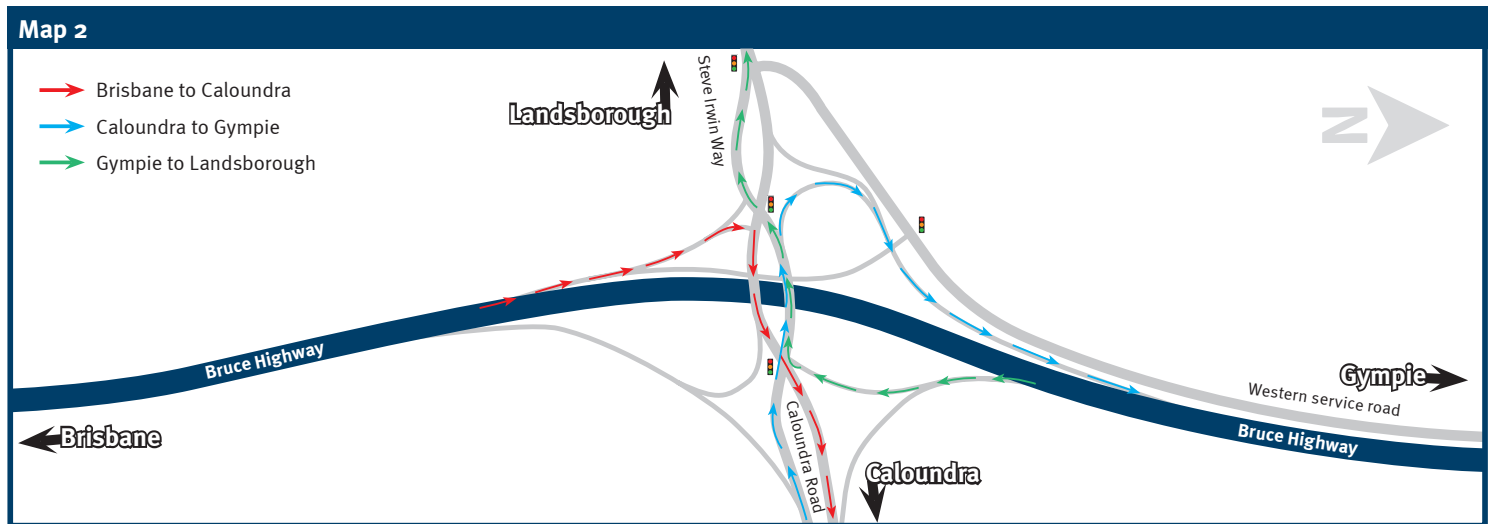 Map 2
Brisbane to Caloundra
Caloundra to Gympie
Gympie to Landsborough
Landsborough
Steve Irwin Way
N
Bruce Highway
Gympie
Western service road
Brisbane
Bruce Highway
Caloundra Road
Caloundra